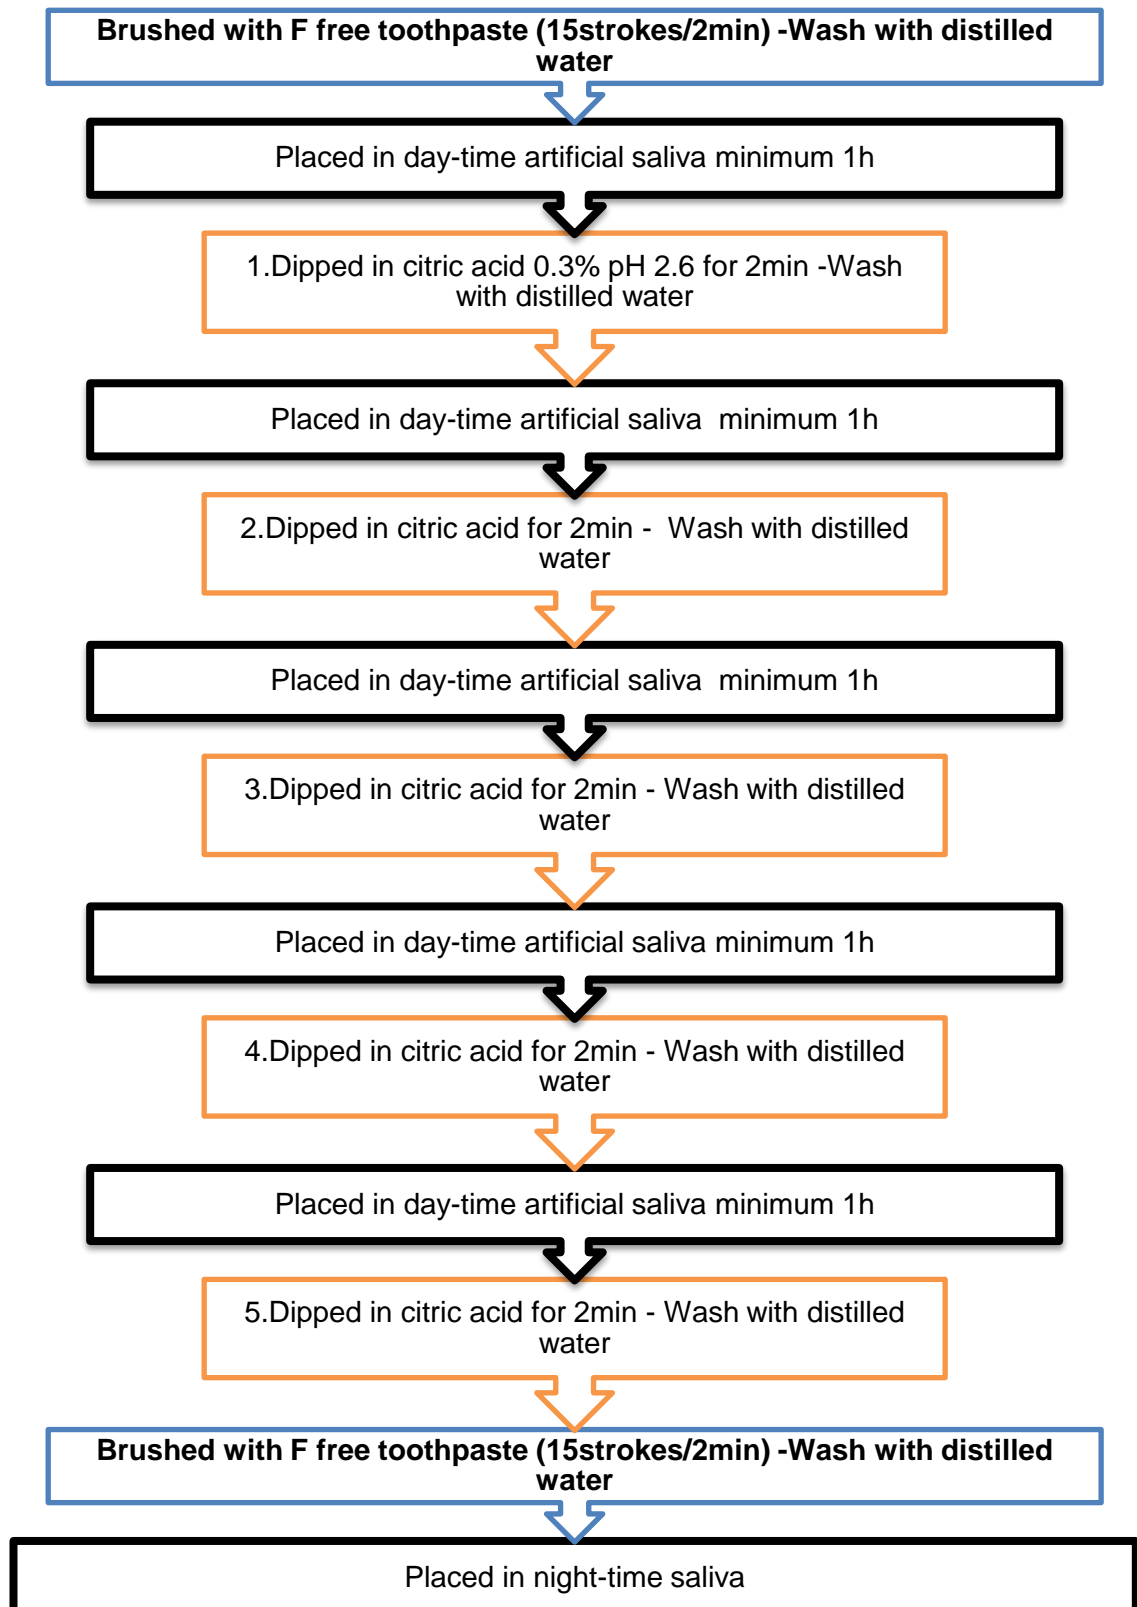 Brushed with F free toothpaste (15strokes/2min) -Wash with distilled
water
Placed in day-time artificial saliva minimum 1h
1.Dipped in citric acid 0.3% pH 2.6 for 2min -Wash
with distilled water
Placed in day-time artificial saliva  minimum 1h
2.Dipped in citric acid for 2min -  Wash with distilled
water
Placed in day-time artificial saliva  minimum 1h
3.Dipped in citric acid for 2min - Wash with distilled
water
Placed in day-time artificial saliva minimum 1h
4.Dipped in citric acid for 2min - Wash with distilled
water
Placed in day-time artificial saliva minimum 1h
5.Dipped in citric acid for 2min - Wash with distilled
water
Brushed with F free toothpaste (15strokes/2min) -Wash with distilled
water
Placed in night-time saliva